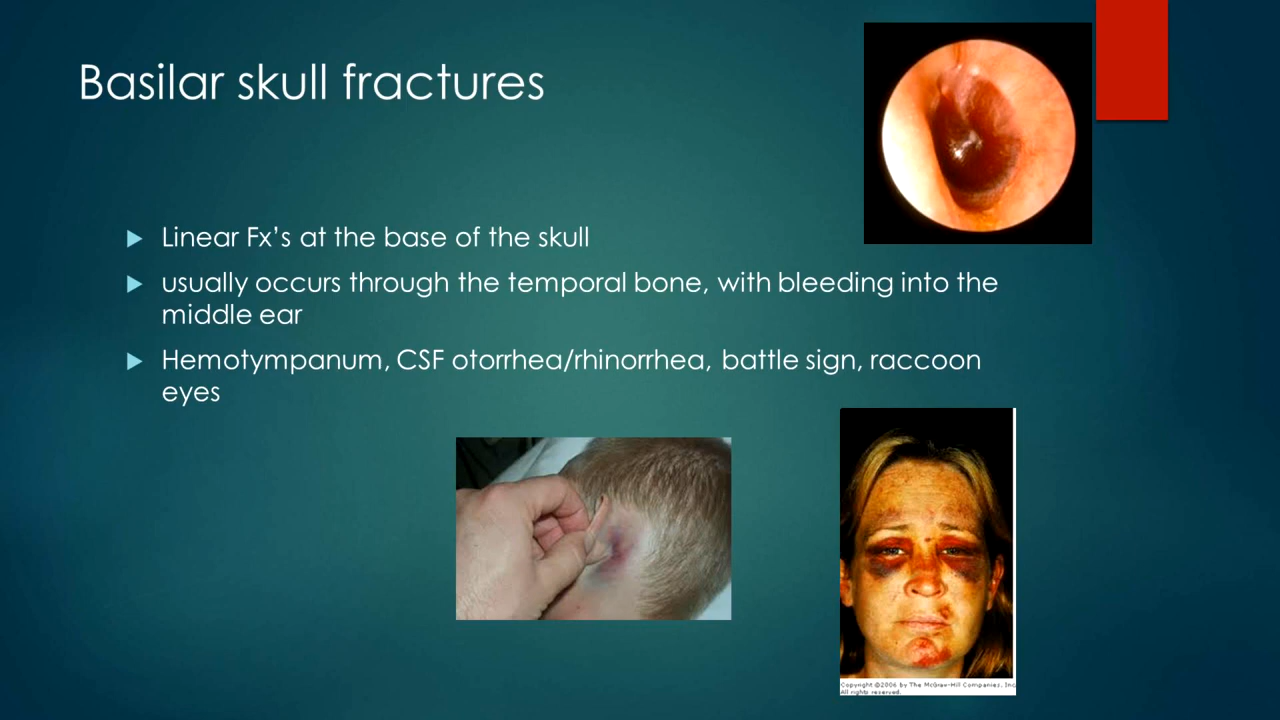 Basilar skull fractures
Linear Fx’s at the base of the skull
usually occurs through the temporal bone, with bleeding into the
middle ear
Hemotympanum, CSF otorrhea/rhinorrhea, battle sign, raccoon
eyes
Copyright ©2006 by The McGraw-Hill Companies, Inc
All rights reserved.